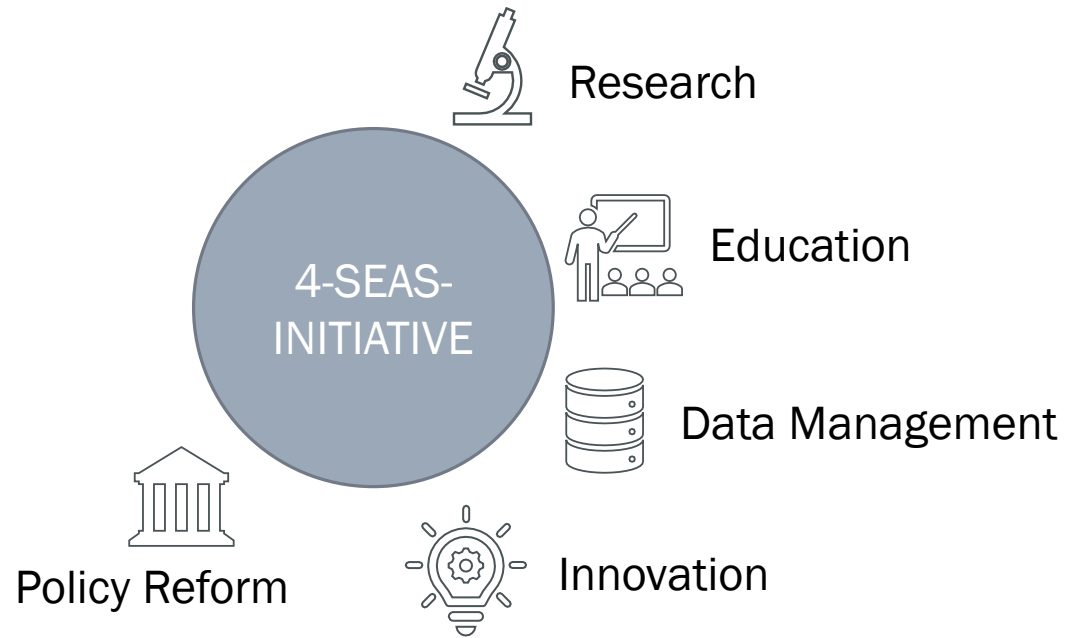 Research
Education
4-SEAS-
INITIATIVE
Data Management
Innovation
Policy Reform